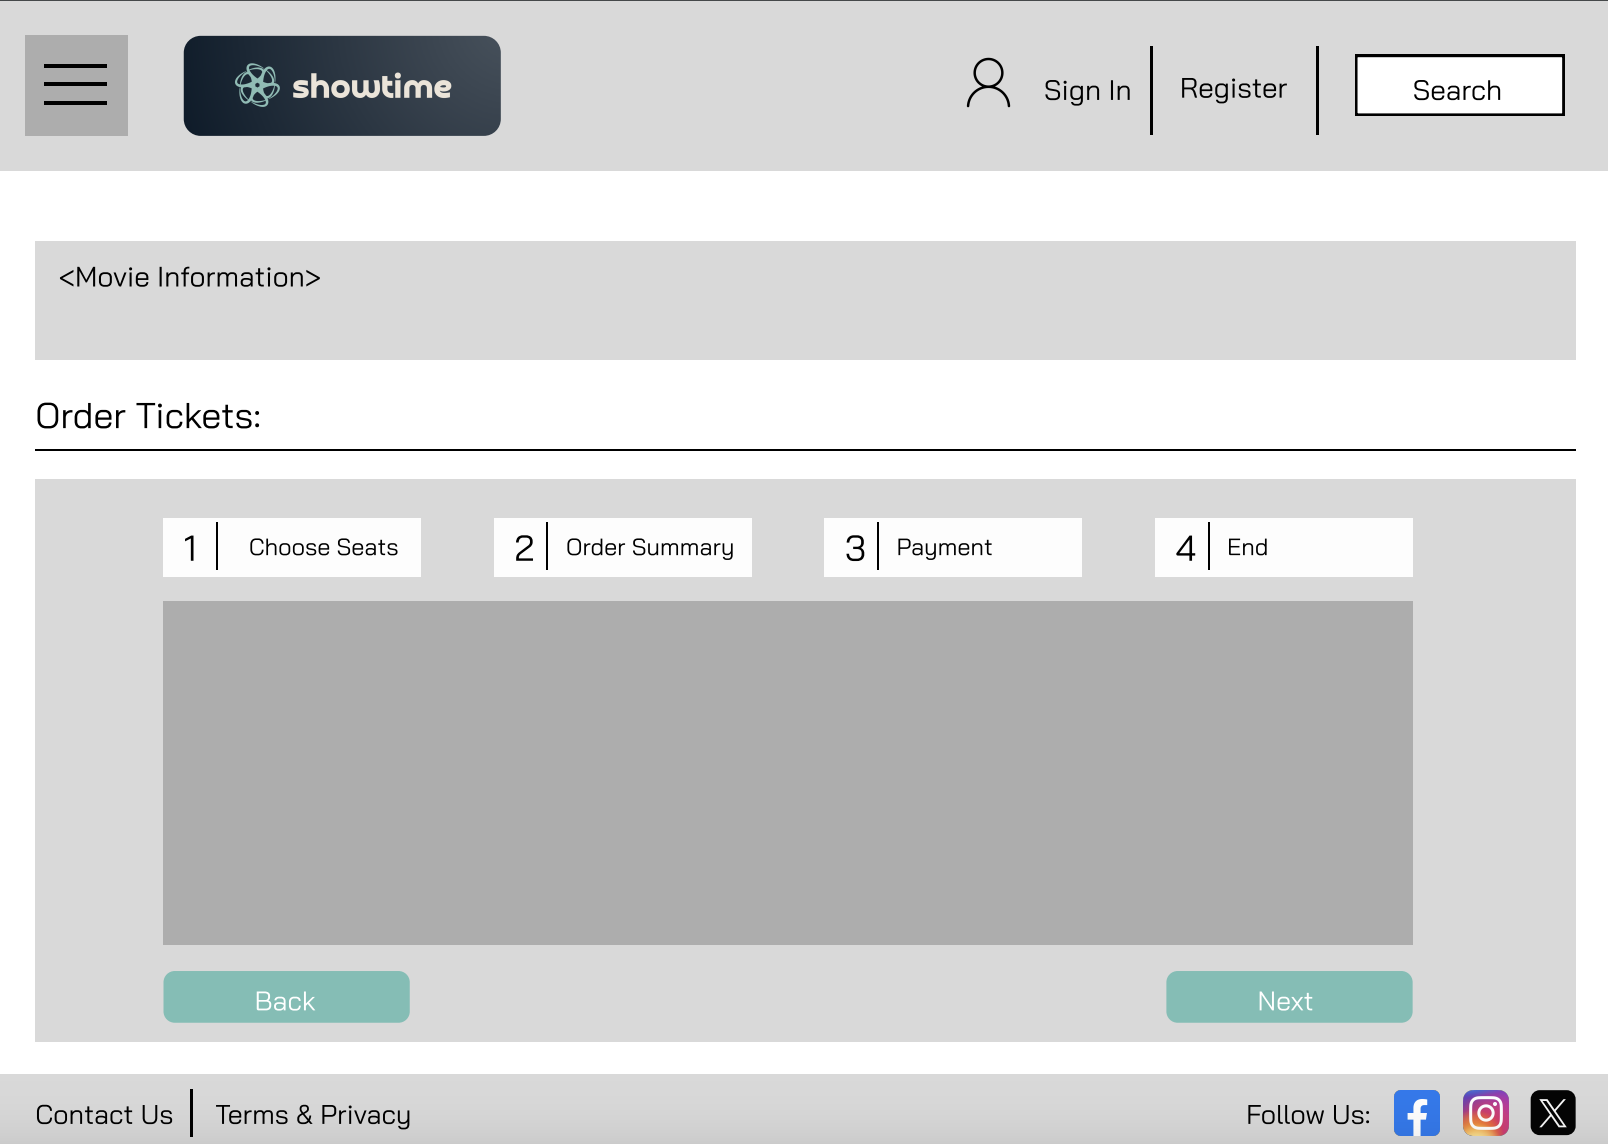 showtime
Sign In
Register
Search
<Movie Information>
Order Tickets:
1 Choose Seats
2 Order Summary
3 Payment
4 End
Back
Next
Contact Us
Terms & Privacy
Follow Us: